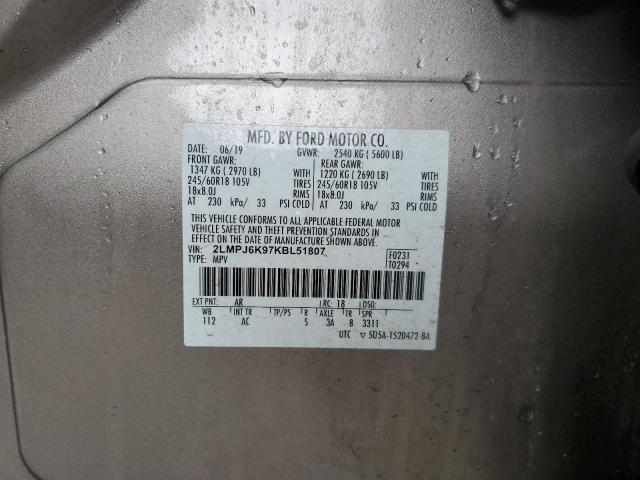 MFD. BY FORD MOTOR CO.
DATE: 06/19 GVWR: 2540 KG ( 5600 LB)
FRONT GAWR: REAR GAWR:
1347 KG ( 2970 LB) WITH 1220 KG ( 2690 LB) WITH
245/60R18 105V TIRES 245/60R18 105V TIRES
18x8.0J RIMS 18x8.0J RIMS
AT 230 kPa/ 33 PSI COLD AT 230 kPa/ 33 PSI COLD
THIS VEHICLE CONFORMS TO ALL APPLICABLE FEDERAL MOTOR
VEHICLE SAFETY AND THEFT PREVENTION STANDARDS IN
EFFECT ON THE DATE OF MANUFACTURE SHOWN ABOVE.
VIN: 2LMPJ6K97KBL51807 F0231
TYPE: MPV T0294
EXT PNT: AR RC: 18 DSO:
WB INT TR TP/PS R AXLE TR SPR
112 AC S 3A 8 3311
UTC ▽ 5D5A-1520472-BA